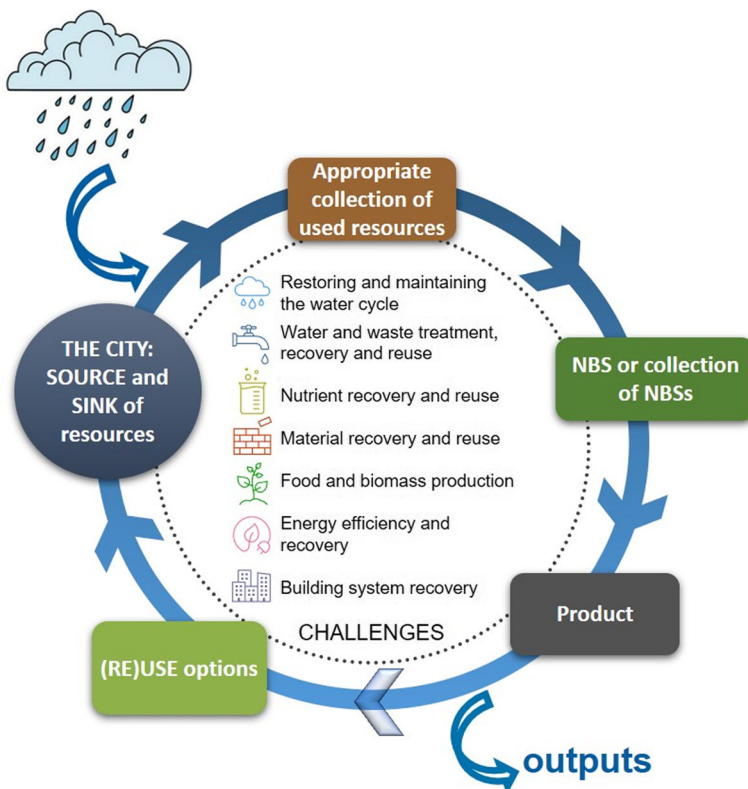 Appropriate
collection of
used resources
Restoring and maintaining
the water cycle
Water and waste treatment,
recovery and reuse
THE CITY:
SOURCE and
SINK of
resources
NBS or collection
of NBSs
Nutrient recovery and reuse
Material recovery and reuse
Food and biomass production
Energy efficiency and
recovery
Building system recovery
Product
CHALLENGES
(RE)USE options
outputs